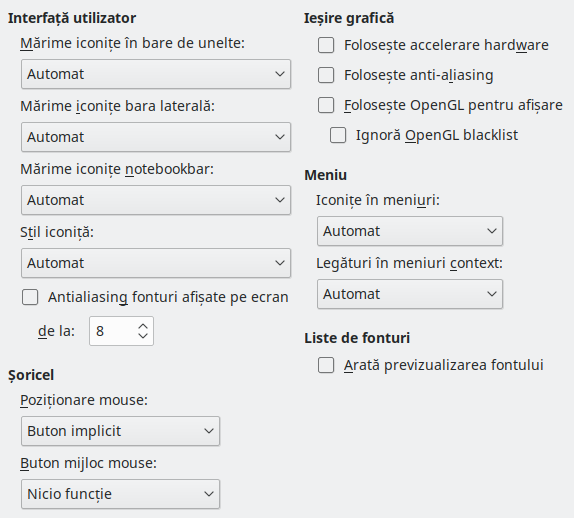 Interfață utilizator
Mărime iconițe în bare de unelte:
Automat
Mărime iconițe bara laterală:
Automat
Mărime iconițe notebookbar:
Automat
Stil iconiță:
Automat
Antialiasing fonturi afișate pe ecran
de la: 8
Șoricel
Poziționare mouse:
Buton implicit
Buton mijloc mouse:
Nicio funcție
Ieșire grafică
Folosește accelerare hardware
Folosește anti-aliasing
Folosește OpenGL pentru afișare
Ignoră OpenGL blacklist
Meniu
Iconițe în meniuri:
Automat
Legături în meniuri context:
Automat
Liste de fonturi
Arată previzualizarea fontului